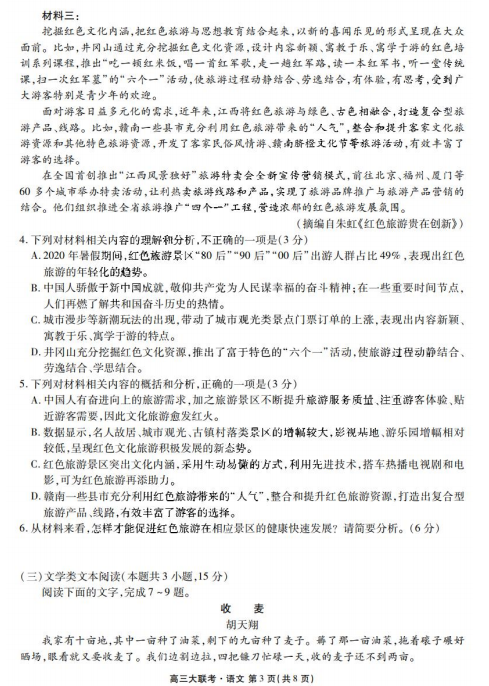 材料三:
挖掘红色文化内涵,把红色旅游与思想教育结合起来,以新的喜闻乐见的形式呈现在大众
面前。比如,井冈山通过充分挖掘红色文化资源,设计内容新颖、寓教于乐、寓学于游的红色培
训系列课程,推出“吃一顿红米饭,唱一首红军歌,走一趟红军路,读一本红军书,听一堂传统
课,扫一次红军墓”的“六个一”活动,使旅游过程动静结合、劳逸结合,有体验,有思考,受到广
大游客特别是青少年的欢迎。
面对游客日益多元化的需求,近年来,江西将红色旅游与绿色、古色相融合,打造复合型旅
游产品、线路。比如,赣南一些县市充分利用红色旅游带来的“人气”,整合和提升客家文化旅
游资源和其他特色旅游资源,开发了客家民俗风情游、赣南脐橙文化节等旅游活动,有效丰富了
游客的选择。
在全国首创推出“江西风景独好”旅游特卖会全新宣传营销模式,前往北京、福州、厦门等
60多个城市举办特卖活动,让利热卖旅游线路和产品,实现了旅游品牌推广与旅游产品营销的
结合。他们组织推进全省旅游推广“四个一”工程,营造浓郁的红色旅游发展氛围。
(摘编自朱虹《红色旅游贵在创新》)
4.下列对材料相关内容的理解和分析,不正确的一项是(3分)
A.2020年暑假期间,红色旅游景区“80后”“90后”“00后”出游人群占比49%,表现出红色
旅游的年轻化的趋势。
B.中国人骄傲于新中国成就,敬仰共产党为人民谋幸福的奋斗精神;在一些重要时间节点,
人们再燃了解共和国奋斗历史的热情。
C.城市漫步等新潮玩法的出现,带动了城市观光类景点门票订单的上涨,表现出内容新颖、
寓教于乐、寓学于游的特点。
D.井冈山充分挖掘红色文化资源,推出了富于特色的“六个一”活动,使旅游过程动静结合、
劳逸结合、学思结合。
5.下列对材料相关内容的概括和分析,正确的一项是(3分)
A.中国人有奋进向上的旅游需求,加之旅游景区不断提升旅游服务质量、注重游客体验、贴
近游客需要,因此文化旅游愈发红火。
B.数据显示,名人故居、城市观光、古镇村落类景区的增幅较大,影视基地、游乐园增幅相对
较低,呈现红色文化旅游积极发展的新态势。
C.红色旅游景区突出文化内涵,采用生动易懂的方式,利用先进技术,搭车热播电视剧和电
影,可为红色旅游再添助力。
D.赣南一些县市充分利用红色旅游带来的“人气”,整合和提升红色旅游资源,打造出复合型
旅游产品、线路,有效丰富了游客的选择。
6.从材料来看,怎样才能促进红色旅游在相应景区的健康快速发展?请简要分析。(6分)
(三)文学类文本阅读(本题共3小题,15分)
阅读下面的文字,完成7~9题。
收 麦
胡天翔
我家有十亩地,其中一亩种了油菜,剩下的九亩种了麦子。薅了那一亩油菜,拖着磙子碾好
晒场,眼看就又要收麦了。我们边割边拉,四把镰刀忙碌一天,收的麦子还不到两亩。
高三大联考·语文 第3页(共8页)